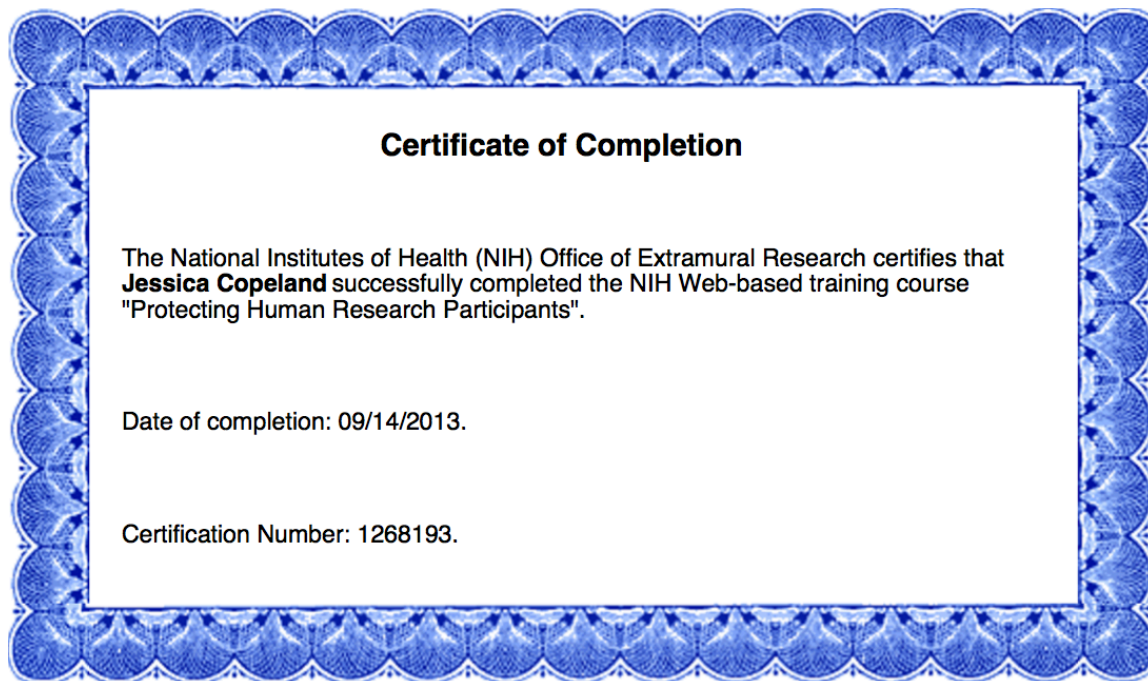 Certificate of Completion
The National Institutes of Health (NIH) Office of Extramural Research certifies that
Jessica Copeland successfully completed the NIH Web-based training course
"Protecting Human Research Participants".
Date of completion: 09/14/2013.
Certification Number: 1268193.